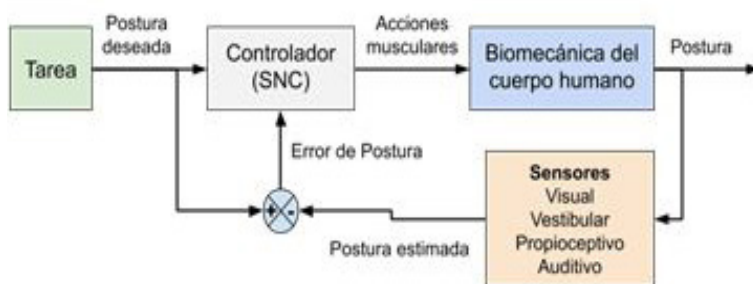 Postura
deseada
Acciones
musculares
Tarea
Controlador
(SNC)
Biomecánica del
cuerpo humano
Postura
Error de Postura
+ -
Sensores
Visual
Vestibular
Propioceptivo
Auditivo
Postura estimada